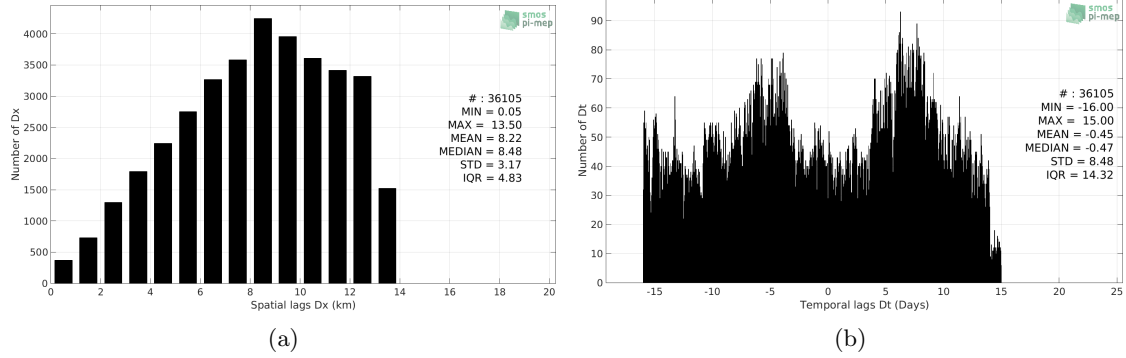 smos
pi-mep
4000
3500
3000
2500
2000
1500
1000
500
0
Number of Dx
# : 36105
MIN = 0.05
MAX = 13.50
MEAN = 8.22
MEDIAN = 8.48
STD = 3.17
IQR = 4.83
0 2 4 6 8 10 12 14 16 18 20
Spatial lags Dx (km)
(a)
smos
pi-mep
90
80
70
60
50
40
30
20
10
0
Number of Dt
# : 36105
MIN = -16.00
MAX = 15.00
MEAN = -0.45
MEDIAN = -0.47
STD = 8.48
IQR = 14.32
-15 -10 -5 0 5 10 15 20 25
Temporal lags Dt (Days)
(b)